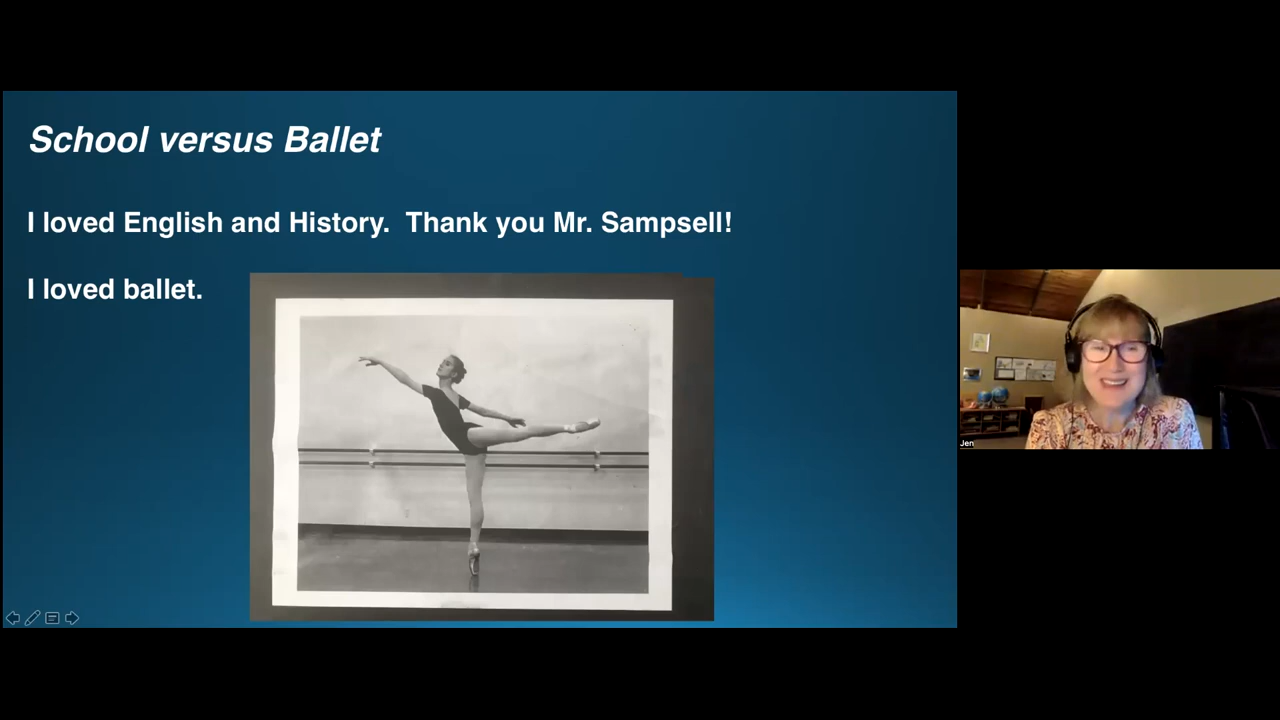 School versus Ballet
I loved English and History.  Thank you Mr. Sampsell!
I loved ballet.
Jen